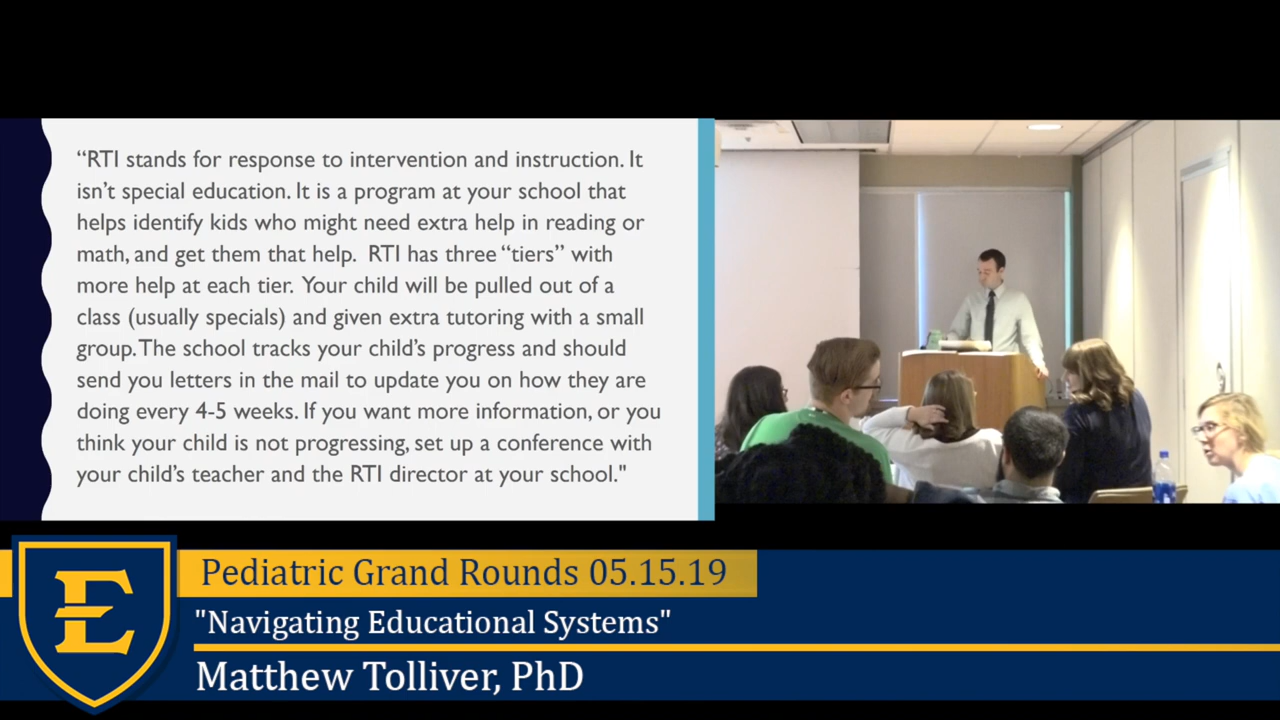 “RTI stands for response to intervention and instruction. It
isn’t special education. It is a program at your school that
helps identify kids who might need extra help in reading or
math, and get them that help.  RTI has three “tiers” with
more help at each tier.  Your child will be pulled out of a
class (usually specials) and given extra tutoring with a small
group. The school tracks your child’s progress and should
send you letters in the mail to update you on how they are
doing every 4-5 weeks. If you want more information, or you
think your child is not progressing, set up a conference with
your child’s teacher and the RTI director at your school."
E
Pediatric Grand Rounds 05.15.19
"Navigating Educational Systems"
Matthew Tolliver, PhD